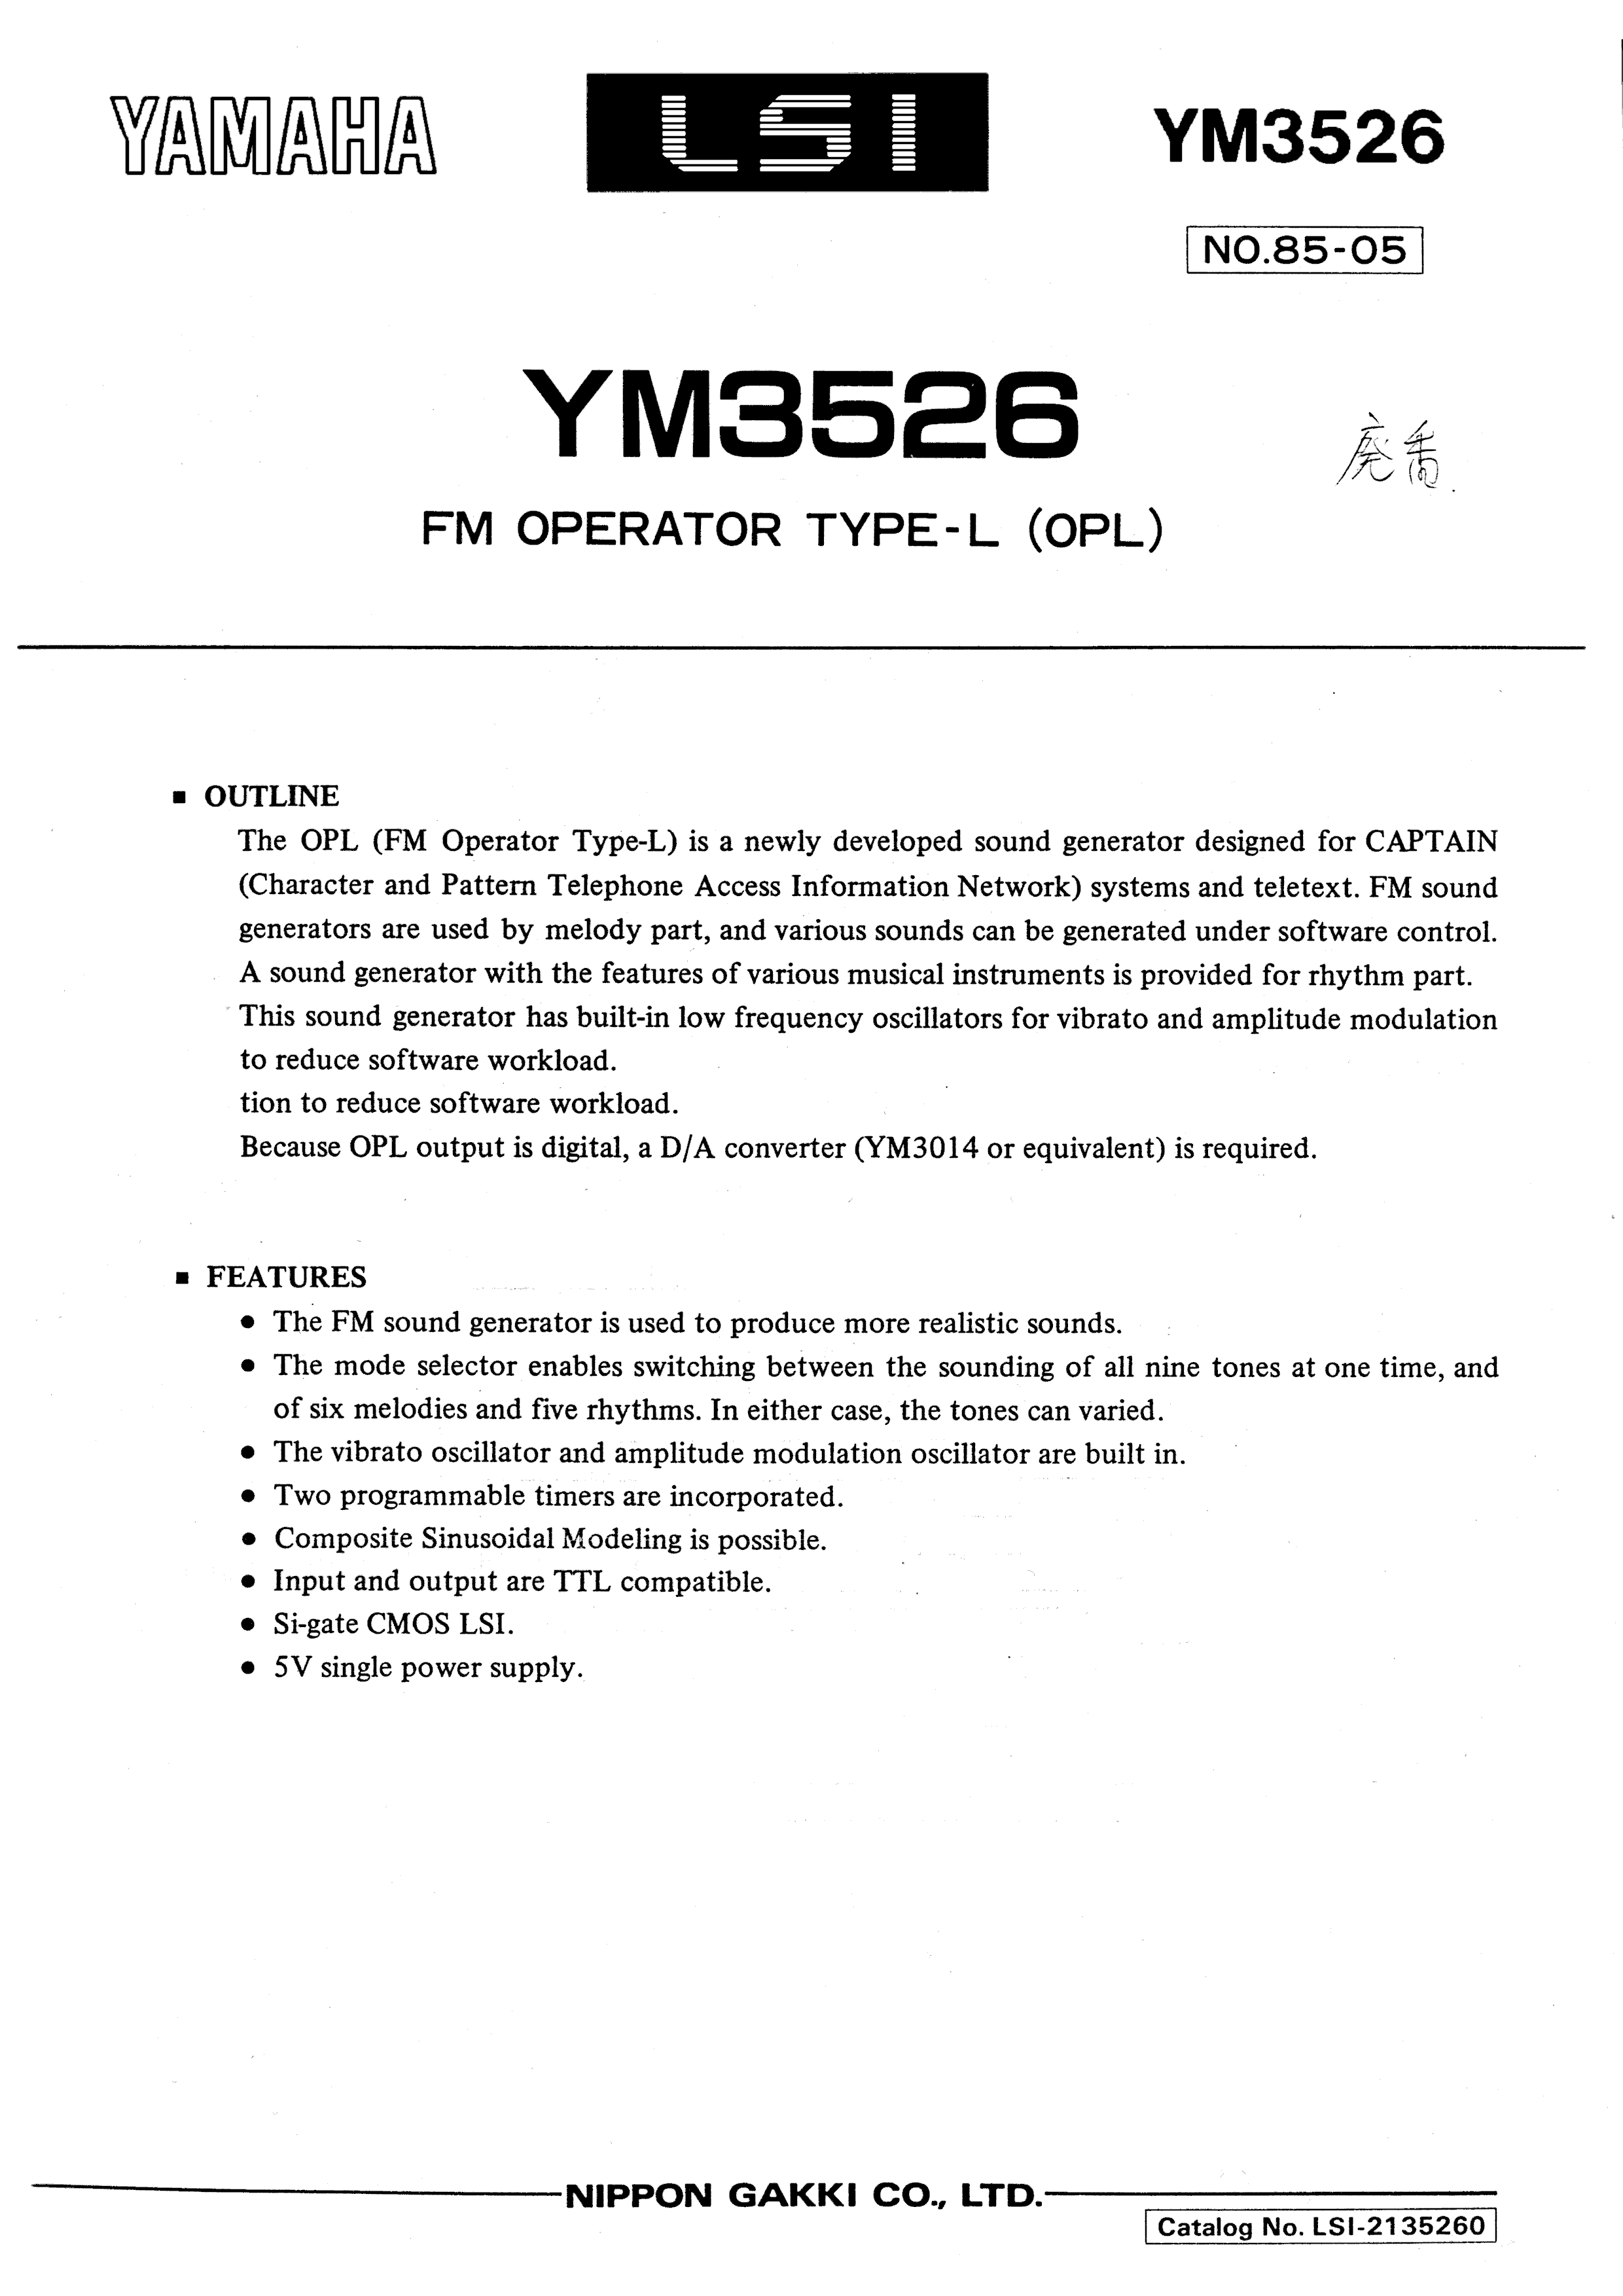 YAMAHA
LSI
YM3526
NO.85-05
YM3526
廃番
FM OPERATOR TYPE-L (OPL)
■ OUTLINE
The OPL (FM Operator Type-L) is a newly developed sound generator designed for CAPTAIN
(Character and Pattern Telephone Access Information Network) systems and teletext. FM sound
generators are used by melody part, and various sounds can be generated under software control.
A sound generator with the features of various musical instruments is provided for rhythm part.
This sound generator has built-in low frequency oscillators for vibrato and amplitude modulation
to reduce software workload.
tion to reduce software workload.
Because OPL output is digital, a D/A converter (YM3014 or equivalent) is required.
■ FEATURES
● The FM sound generator is used to produce more realistic sounds.
● The mode selector enables switching between the sounding of all nine tones at one time, and
of six melodies and five rhythms. In either case, the tones can varied.
● The vibrato oscillator and amplitude modulation oscillator are built in.
● Two programmable timers are incorporated.
● Composite Sinusoidal Modeling is possible.
● Input and output are TTL compatible.
● Si-gate CMOS LSI.
● 5V single power supply.
NIPPON GAKKI CO., LTD.
Catalog No. LSI-2135260